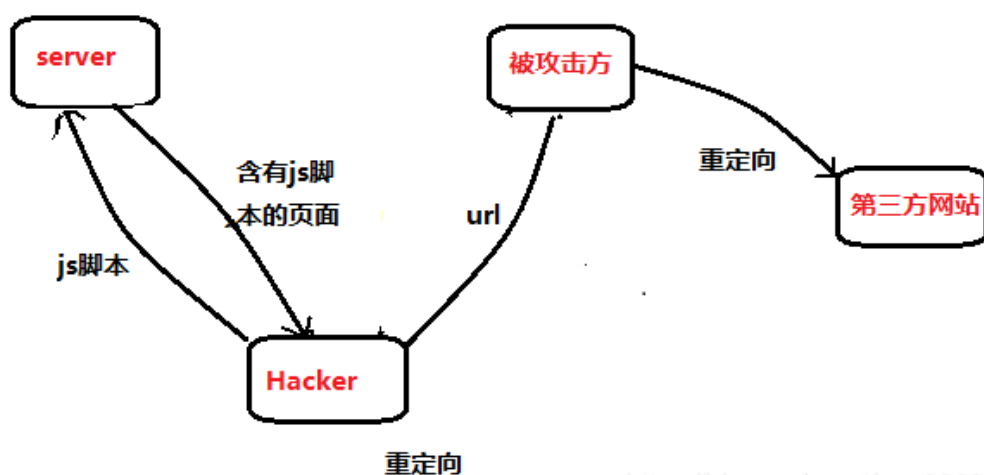 server
被攻击方
含有js脚
本的页面
重定向
url
第三方网站
js脚本
Hacker
重定向